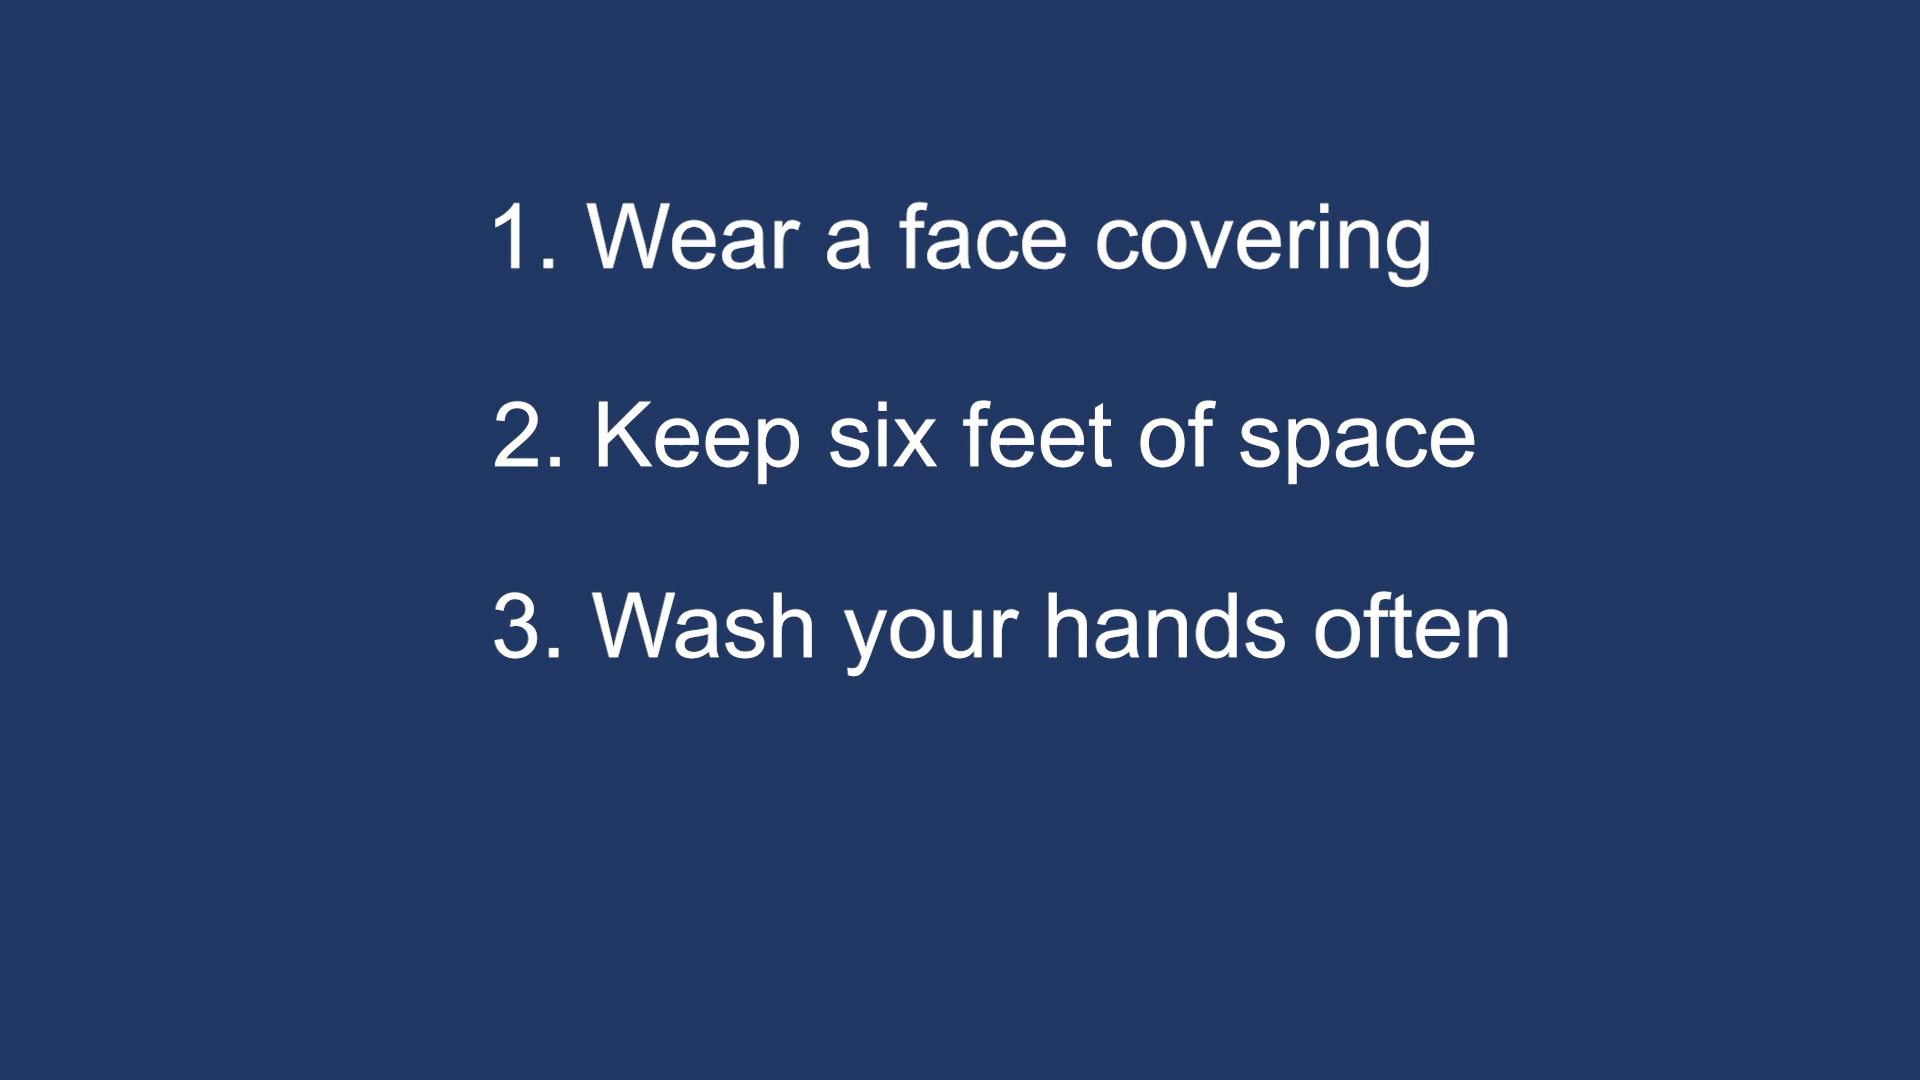 1. Wear a face covering
2. Keep six feet of space
3. Wash your hands often